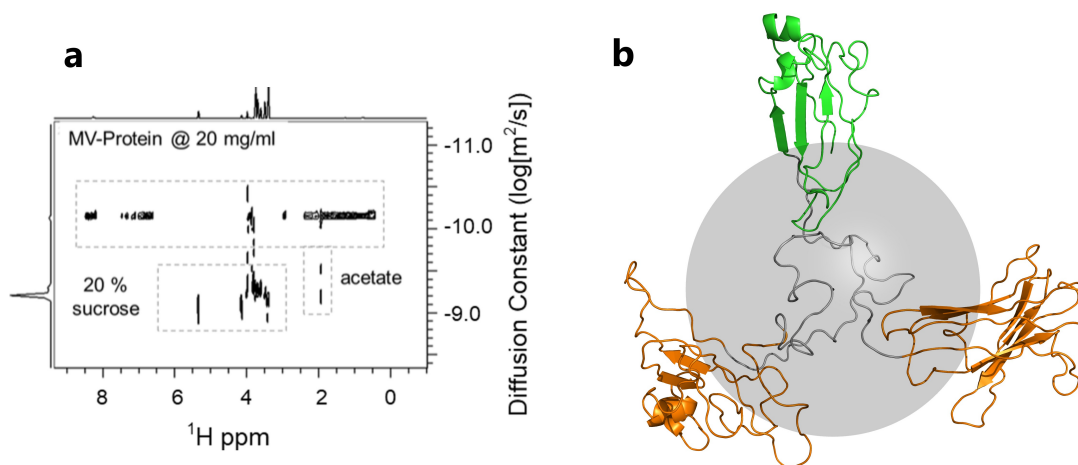 a
b
MV-Protein @ 20 mg/ml
20 %
sucrose
acetate
-11.0
-10.0
-9.0
Diffusion Constant (log[m²/s])
8
6
4
2
0
¹H ppm